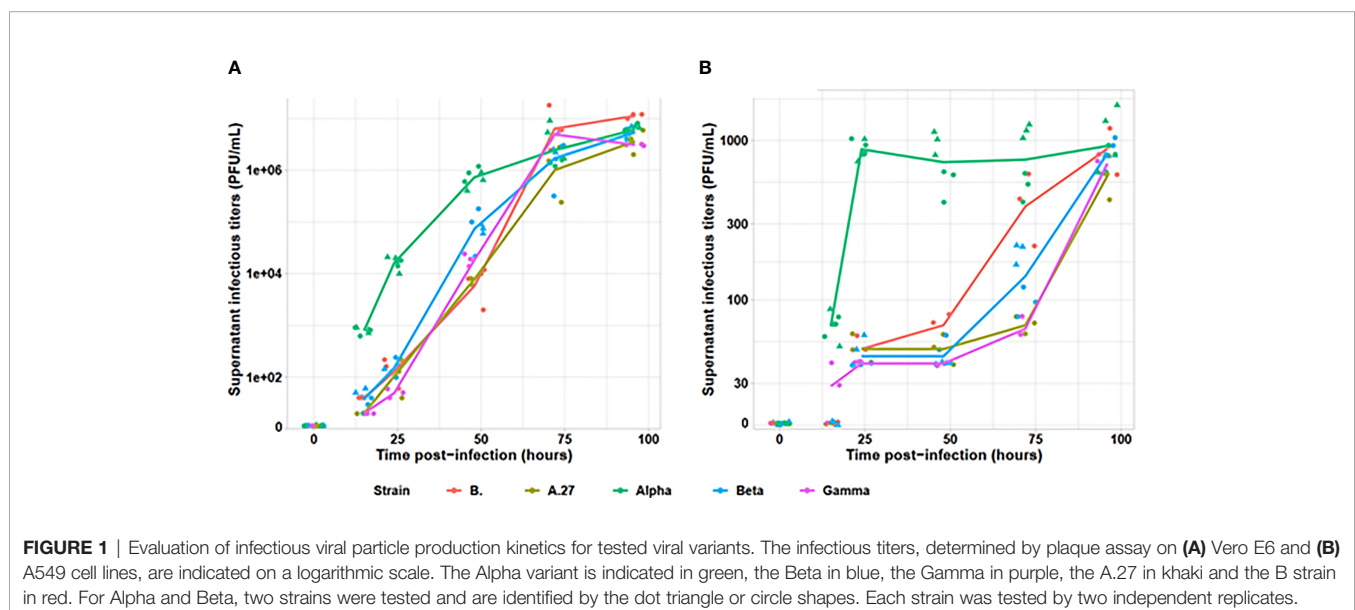 A
B
Supernatant infectious titers (PFU/mL)
1e+06
1e+04
1e+02
0
0
25
50
75
100
Time post-infection (hours)
Supernatant infectious titers (PFU/mL)
1000
300
100
30
0
0
25
50
75
100
Time post-infection (hours)
Strain B. A.27 Alpha Beta Gamma
FIGURE 1 | Evaluation of infectious viral particle production kinetics for tested viral variants. The infectious titers, determined by plaque assay on (A) Vero E6 and (B)
A549 cell lines, are indicated on a logarithmic scale. The Alpha variant is indicated in green, the Beta in blue, the Gamma in purple, the A.27 in khaki and the B strain
in red. For Alpha and Beta, two strains were tested and are identified by the dot triangle or circle shapes. Each strain was tested by two independent replicates.